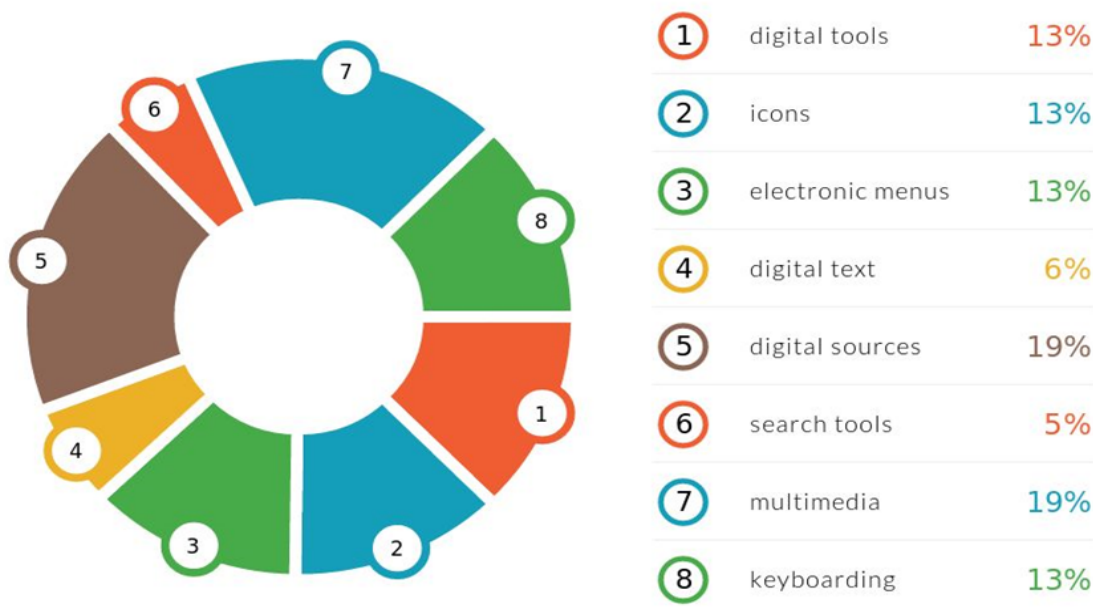 7
6
8
5
1
4
3
2
1 digital tools 13%
2 icons 13%
3 electronic menus 13%
4 digital text 6%
5 digital sources 19%
6 search tools 5%
7 multimedia 19%
8 keyboarding 13%